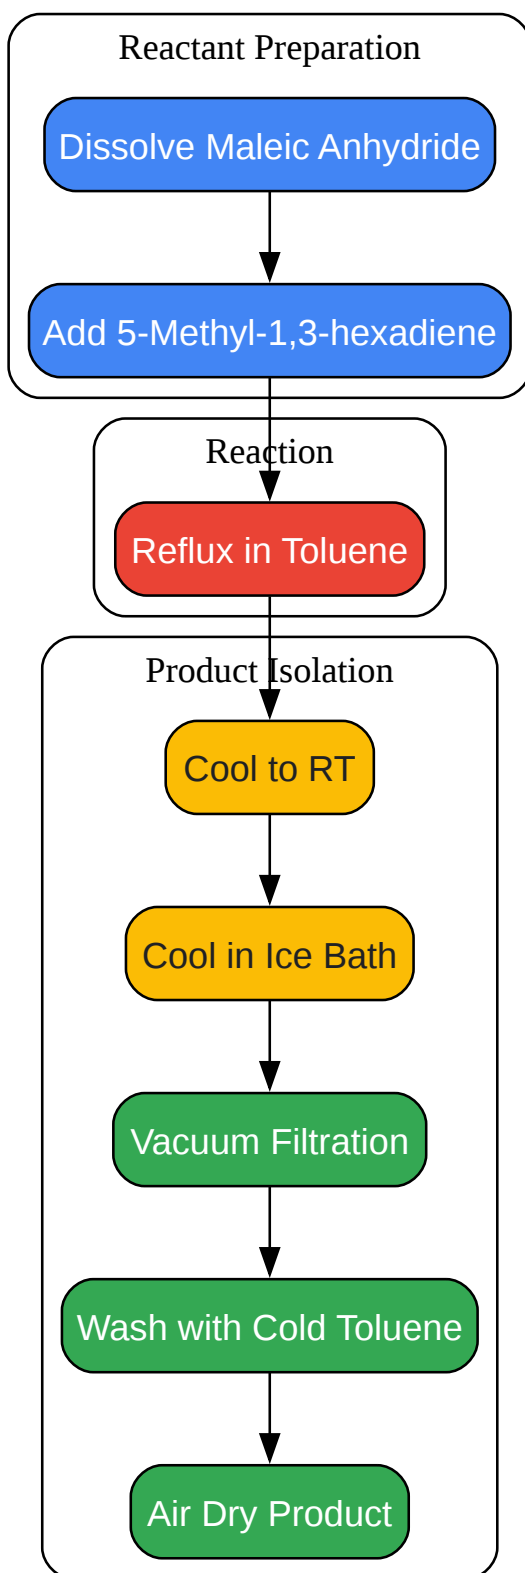 Reactant Preparation
Dissolve Maleic Anhydride
Add 5-Methyl-1,3-hexadiene
Reaction
Reflux in Toluene
Product Isolation
Cool to RT
Cool in Ice Bath
Vacuum Filtration
Wash with Cold Toluene
Air Dry Product